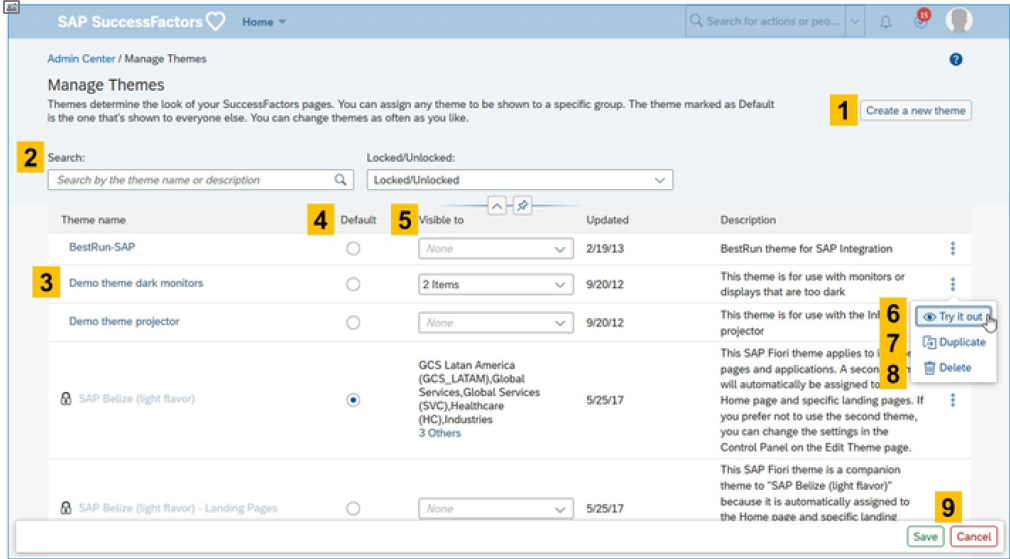 SAP SuccessFactors
Home
Search for actions or peo...
15
Admin Center / Manage Themes
?
Manage Themes
Themes determine the look of your SuccessFactors pages. You can assign any theme to be shown to a specific group. The theme marked as Default
is the one that's shown to everyone else. You can change themes as often as you like.
1
Create a new theme
2
Search:
Locked/Unlocked:
Search by the theme name or description
Locked/Unlocked
Theme name
4
Default
5
Visible to
Updated
Description
BestRun-SAP
None
2/19/13
BestRun theme for SAP Integration
3
Demo theme dark monitors
2 Items
9/20/12
This theme is for use with monitors or
displays that are too dark
Demo theme projector
None
9/20/12
This theme is for use with the
projector
6
Try it out
7
Duplicate
8
Delete
SAP Belize (light flavor)
GCS Latan America
(GCS_LATAM),Global
Services,Global Services
(SVC),Healthcare
(HC),Industries
3 Others
5/25/17
This SAP Fiori theme applies to
pages and applications. A
will automatically be assigned to
Home page and specific landing pages. If
you prefer not to use the second theme,
you can change the settings in the
Control Panel on the Edit Theme page.
SAP Belize (light flavor) - Landing Pages
None
5/25/17
This SAP Fiori theme is a companion
theme to "SAP Belize (light flavor)"
because it is automatically assigned to
the Home page and specific landing
9
Save
Cancel